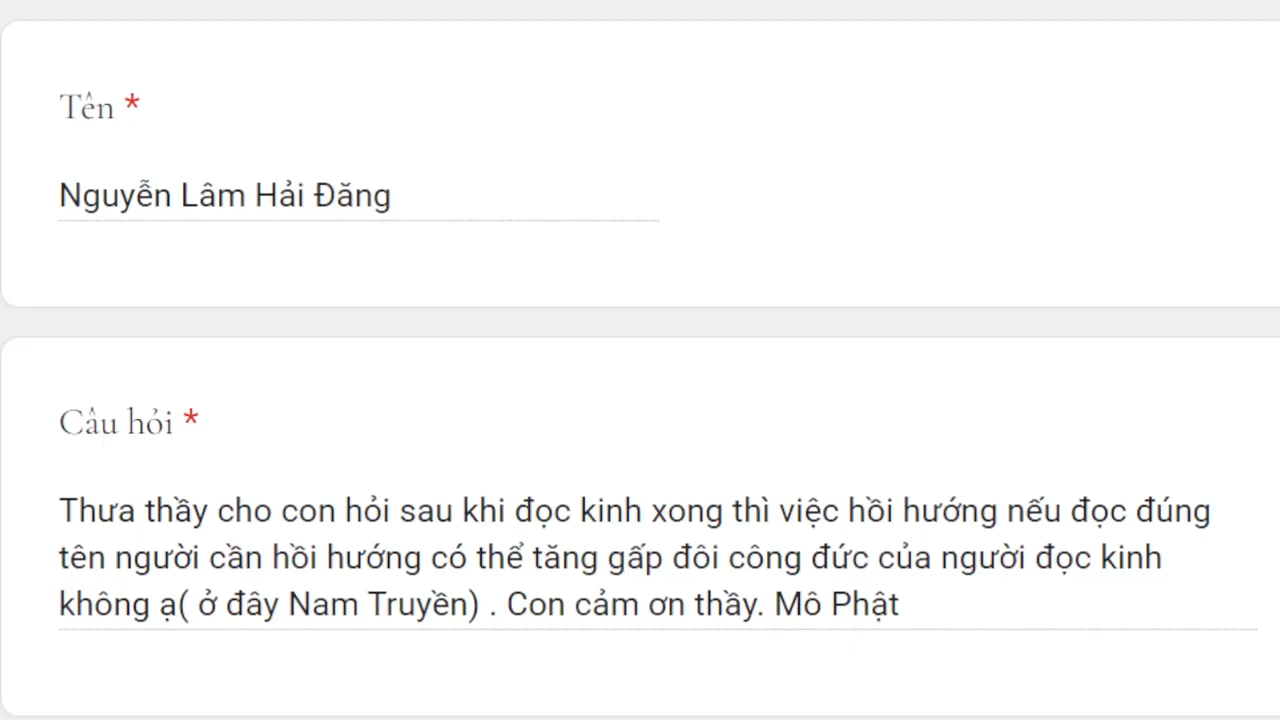 Tên *
Nguyễn Lâm Hải Đăng
Câu hỏi *
Thưa thầy cho con hỏi sau khi đọc kinh xong thì việc hồi hướng nếu đọc đúng
tên người cần hồi hướng có thể tăng gấp đôi công đức của người đọc kinh
không ạ( ở đây Nam Truyền) . Con cảm ơn thầy. Mô Phật